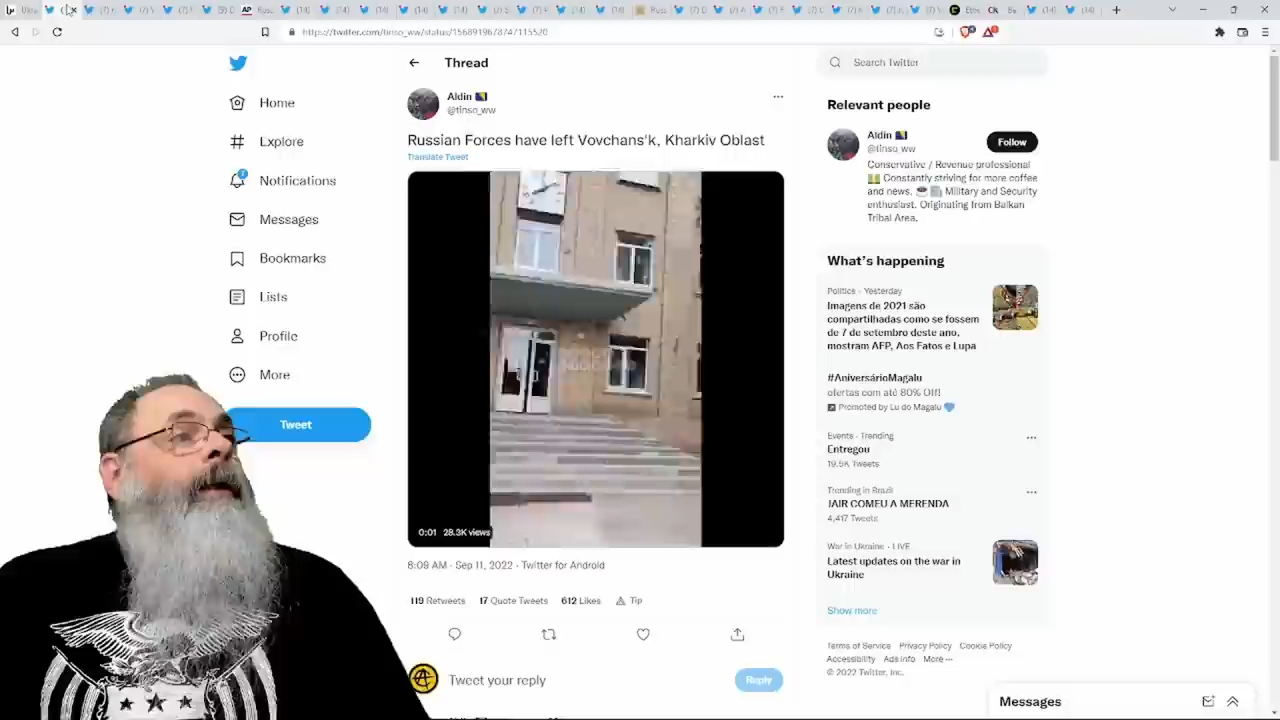 https://twitter.com/tinso_ww/status/1568919678747115520
Home
Explore
Notifications
Messages
Bookmarks
Lists
Profile
More
Tweet
Thread
Aldin
@tinso_ww
Russian Forces have left Vovchans'k, Kharkiv Oblast
Translate Tweet
0:01 28.3K views
8:09 AM · Sep 11, 2022 · Twitter for Android
119 Retweets 17 Quote Tweets 612 Likes Tip
Tweet your reply
Reply
Search Twitter
Relevant people
Aldin
@tinso_ww
Follow
Conservative / Revenue professional
Constantly striving for more coffee
and news. Military and Security
enthusiast. Originating from Balkan
Tribal Area.
What's happening
Politics · Yesterday
Imagens de 2021 são
compartilhadas como se fossem
de 7 de setembro deste ano,
mostram AFP, Aos Fatos e Lupa
#AniversárioMagalu
ofertas com até 80% Off!
Promoted by Lu do Magalu
Events · Trending
Entregou
19.5K Tweets
Trending in Brazil
JAIR COMEU A MERENDA
4,417 Tweets
War in Ukraine · LIVE
Latest updates on the war in
Ukraine
Show more
Terms of Service Privacy Policy Cookie Policy
Accessibility Ads info More ···
© 2022 Twitter, Inc.
Messages